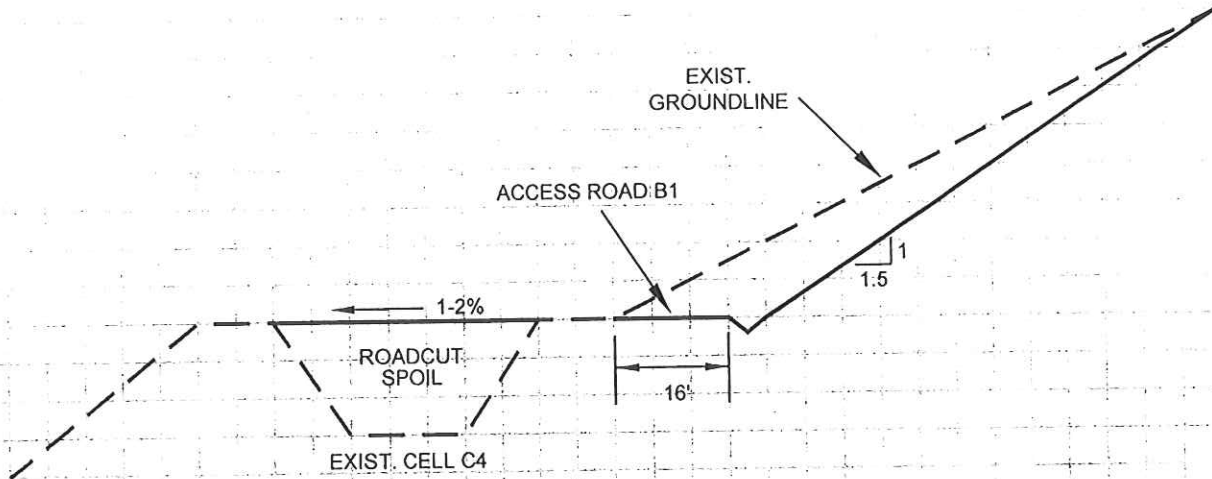 EXIST.
GROUNDLINE
ACCESS ROAD B1
1
1:5
1-2%
ROADCUT
SPOIL
16'
EXIST. CELL C4